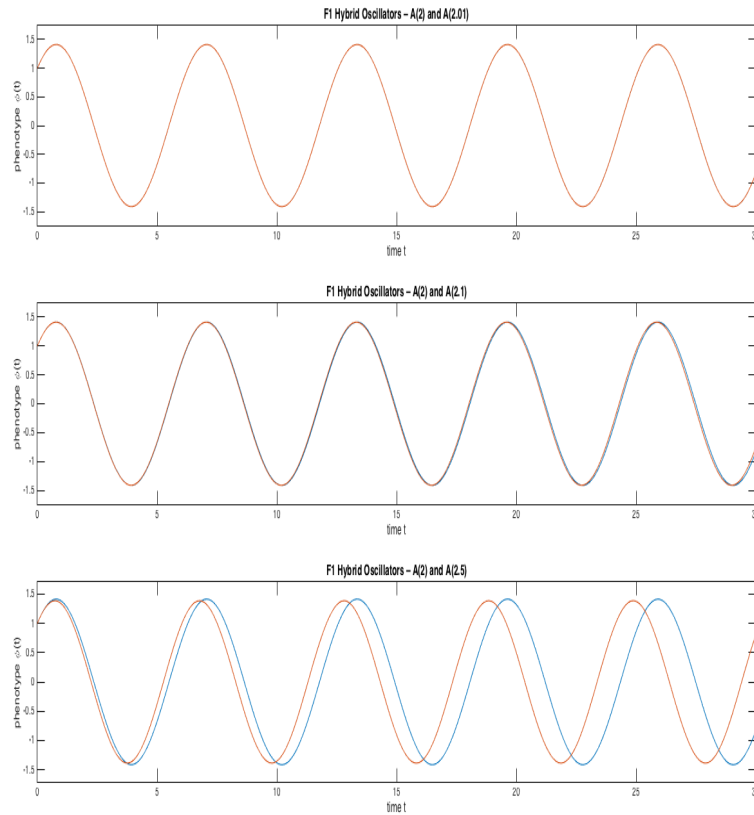 F1 Hybrid Oscillators – A(2) and A(2.01)
1.5
1
0.5
0
-0.5
-1
-1.5
phenotype ϕ(t)
0 5 10 15 20 25 3
time t
F1 Hybrid Oscillators – A(2) and A(2.1)
1.5
1
0.5
0
-0.5
-1
-1.5
phenotype ϕ(t)
0 5 10 15 20 25 3
time t
F1 Hybrid Oscillators – A(2) and A(2.5)
1.5
1
0.5
0
-0.5
-1
-1.5
phenotype ϕ(t)
0 5 10 15 20 25 3
time t